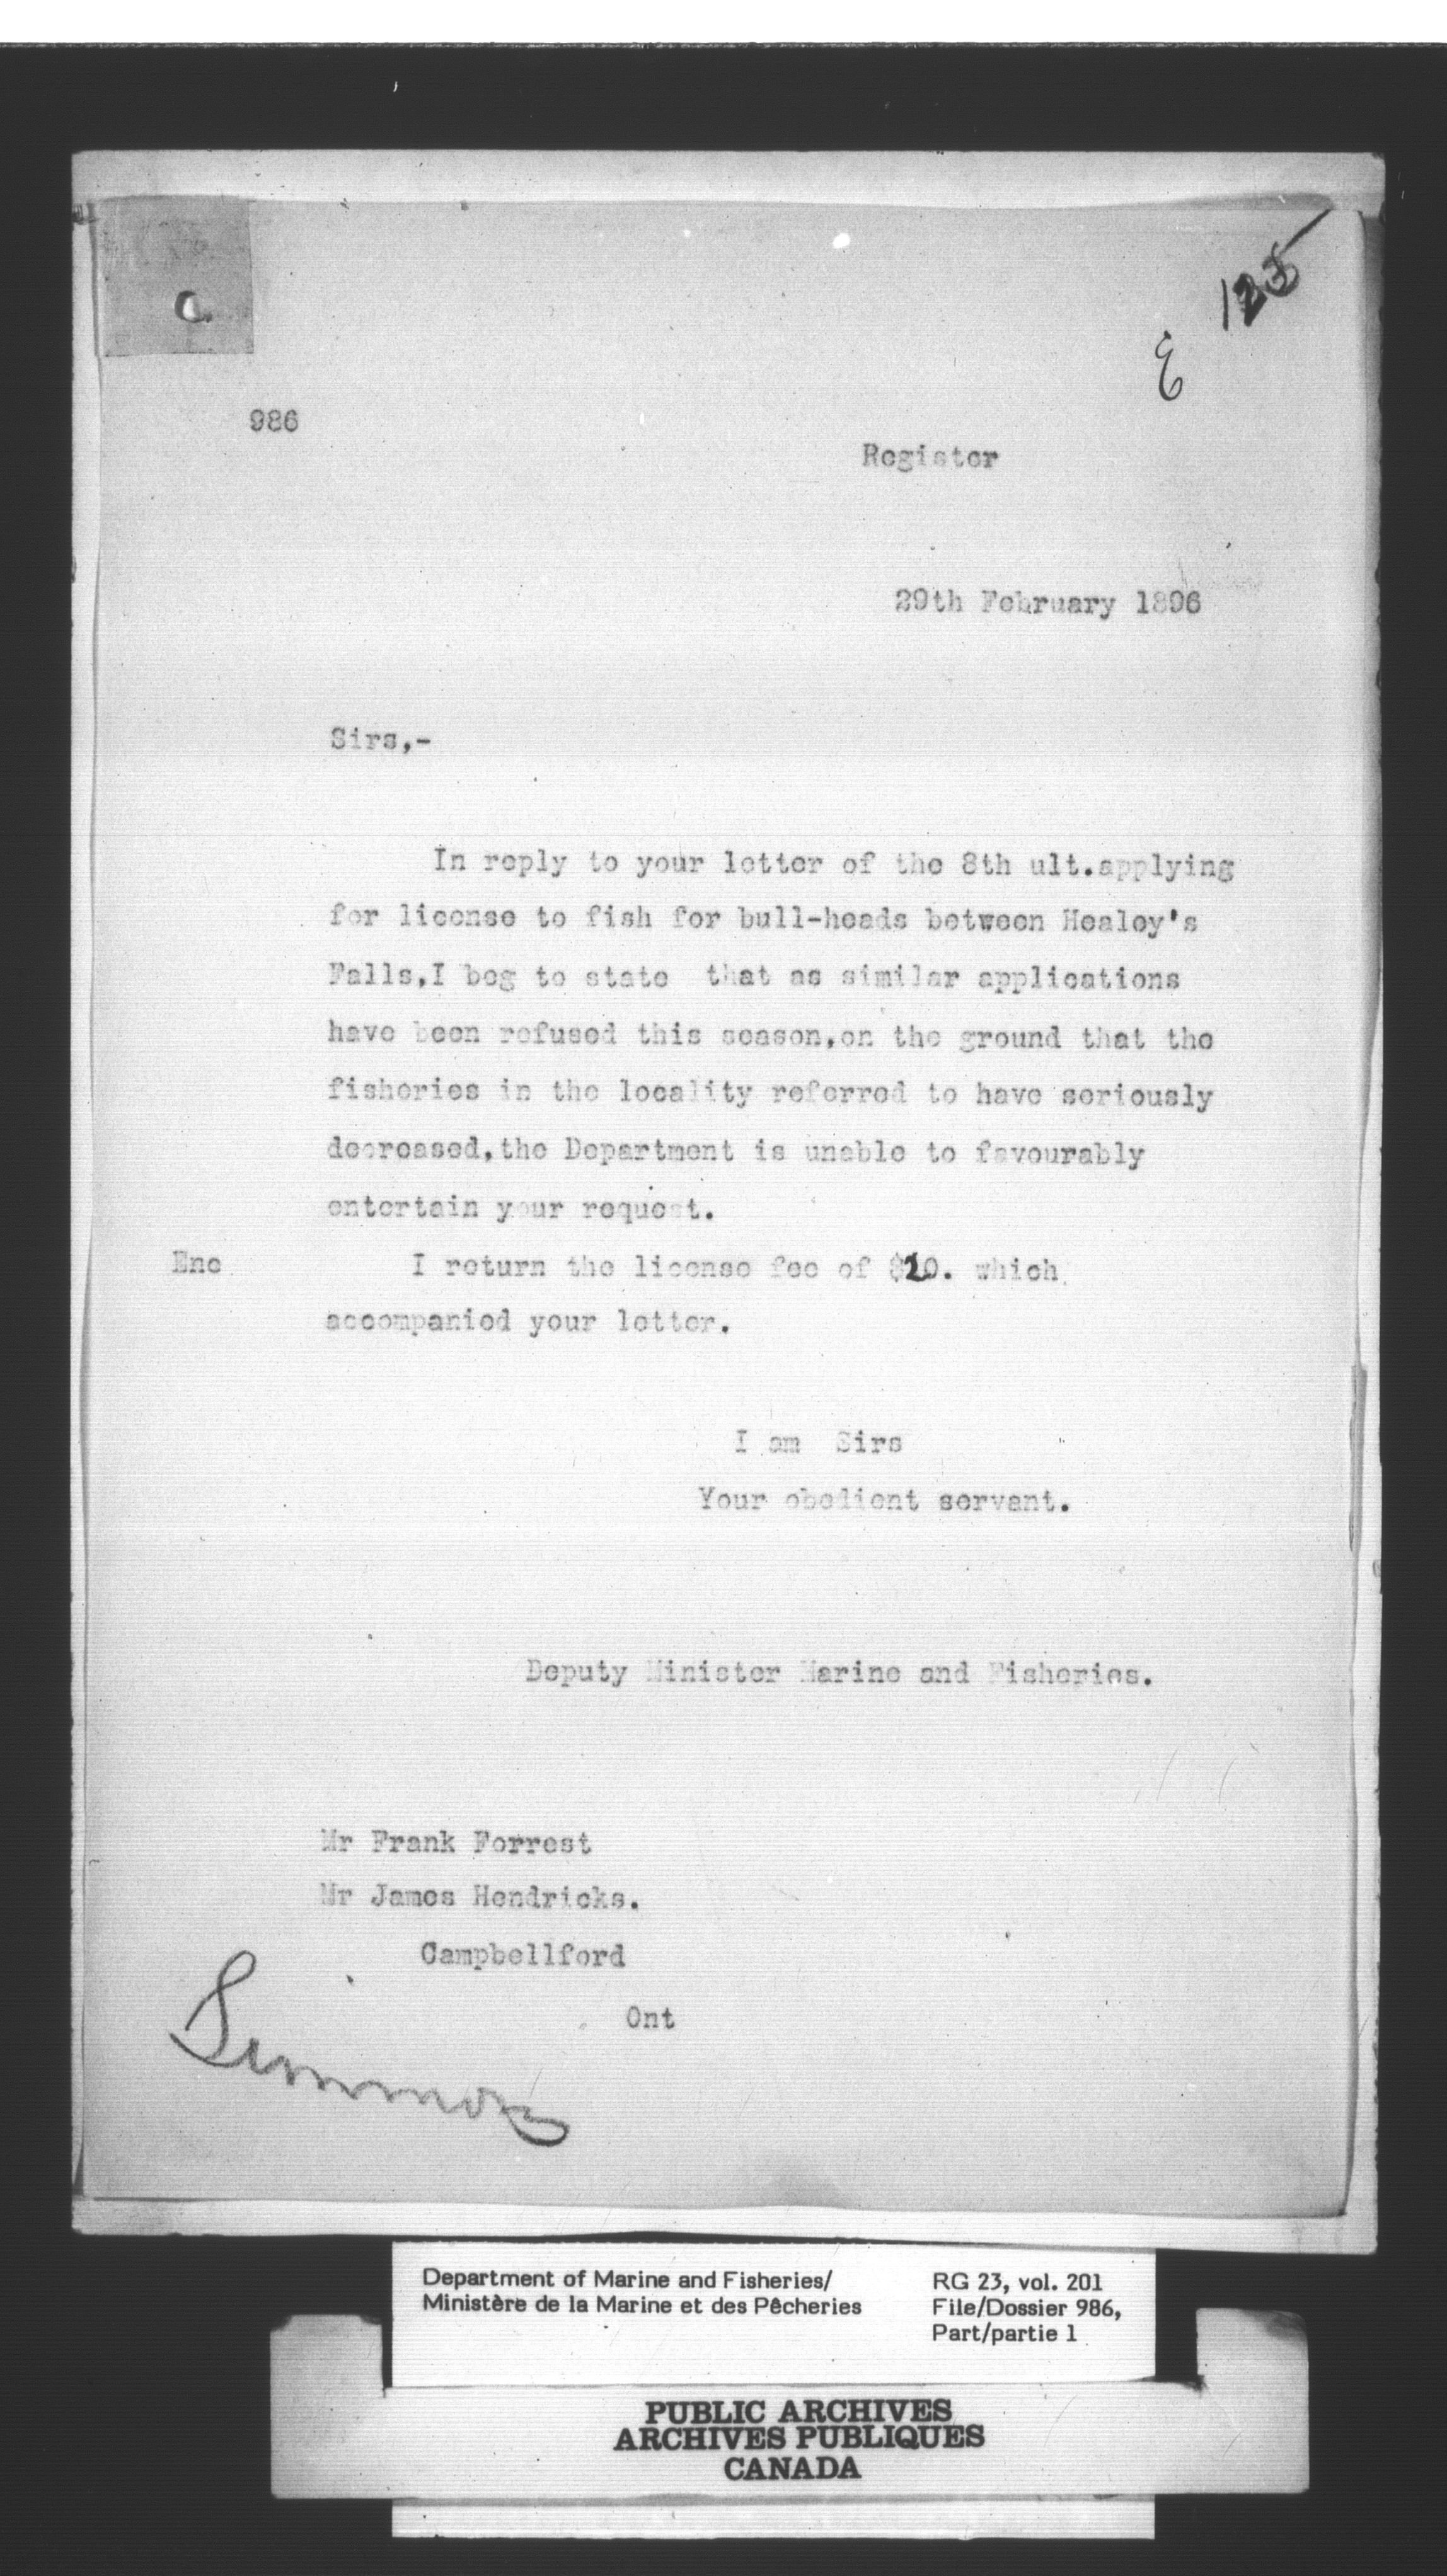 C.
125
E
986
Register
29th February 1896
Sirs,-
In reply to your letter of the 8th ult.applying
for license to fish for bull-heads between Healey's
Falls,I beg to state that as similar applications
have been refused this season,on the ground that the
fisheries in the locality referred to have seriously
decreased,the Department is unable to favourably
entertain your request.
Enc I return the license fee of $20. which
accompanied your letter.
I am Sirs
Your obedient servant.
Deputy Minister Marine and Fisheries.
Mr Frank Forrest
Mr James Hendricks.
Campbellford
Ont
Simmons
Department of Marine and Fisheries/ RG 23, vol. 201
Ministère de la Marine et des Pêcheries File/Dossier 986,
Part/partie 1
PUBLIC ARCHIVES
ARCHIVES PUBLIQUES
CANADA